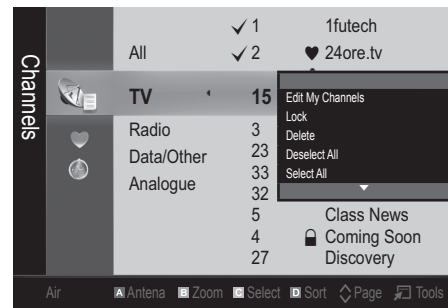 Channels
✓ 1 1futech
All ✓ 2 ♥ 24ore.tv
TV 15
Edit My Channels
Lock
Delete
Deselect All
Select All
Radio 3
Data/Other 23
Analogue 33
32
5 Class News
4 Coming Soon
27 Discovery
Air A Antena B Zoom C Select D Sort Page Tools